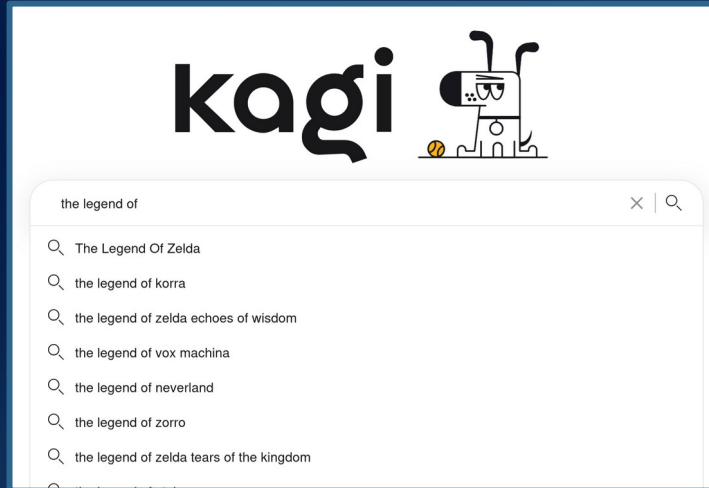 kagi
the legend of
The Legend Of Zelda
the legend of korra
the legend of zelda echoes of wisdom
the legend of vox machina
the legend of neverland
the legend of zorro
the legend of zelda tears of the kingdom